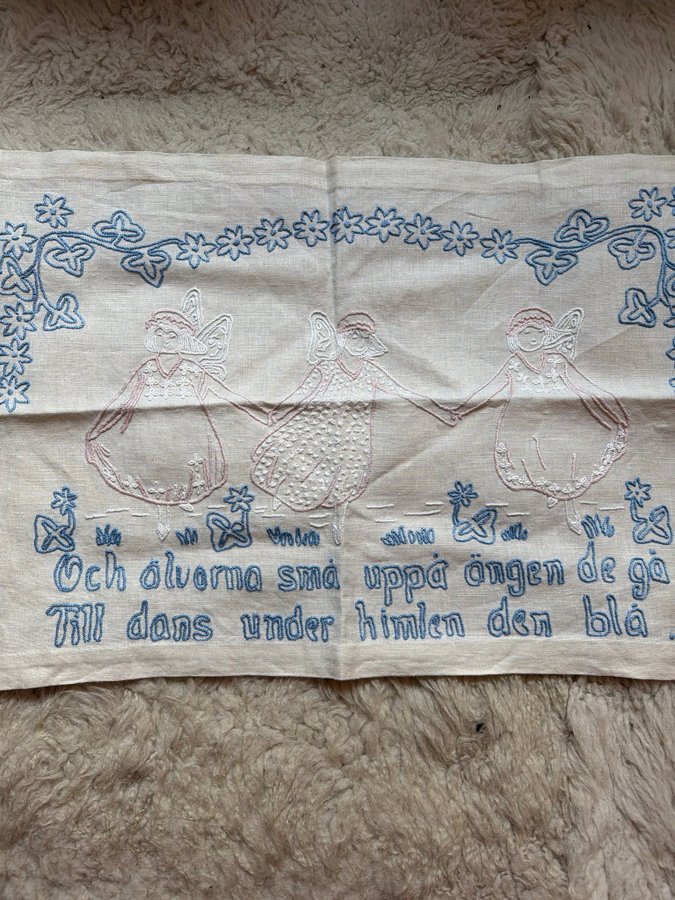 Och älvorna små uppå ängen de gå
Till dans under himlen den blå.